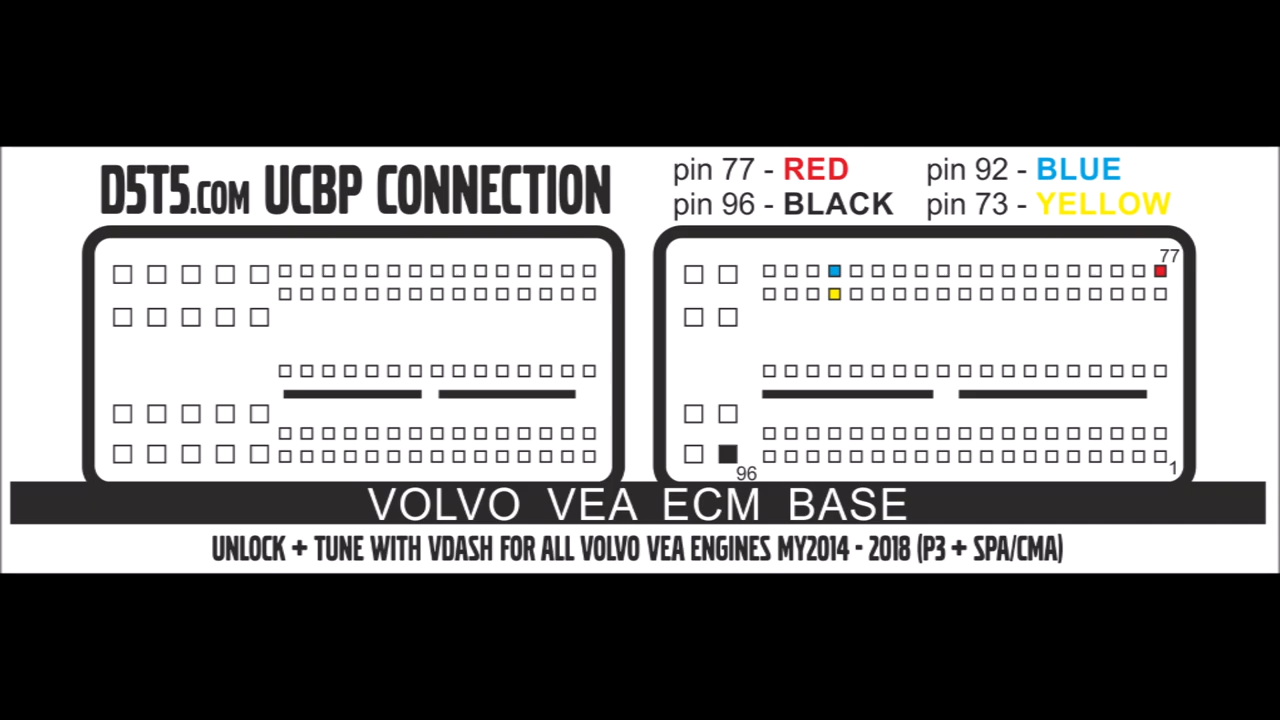 D5T5.COM UCBP CONNECTION
pin 77 - RED
pin 92 - BLUE
pin 96 - BLACK
pin 73 - YELLOW
77
96
1
VOLVO VEA ECM BASE
UNLOCK + TUNE WITH VDASH FOR ALL VOLVO VEA ENGINES MY2014 - 2018 (P3 + SPA/CMA)